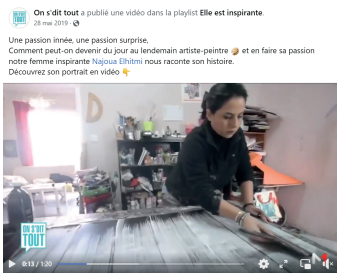 On s'dit tout a publié une vidéo dans la playlist Elle est inspirante.
28 mai 2019 ·
Une passion innée, une passion surprise,
Comment peut-on devenir du jour au lendemain artiste-peintre 🎨 et en faire sa passion
notre femme inspirante Najoua Elhitmi nous raconte son histoire.
Découvrez son portrait en vidéo 👇
ON S'DIT
TOUT
0:13 / 1:20